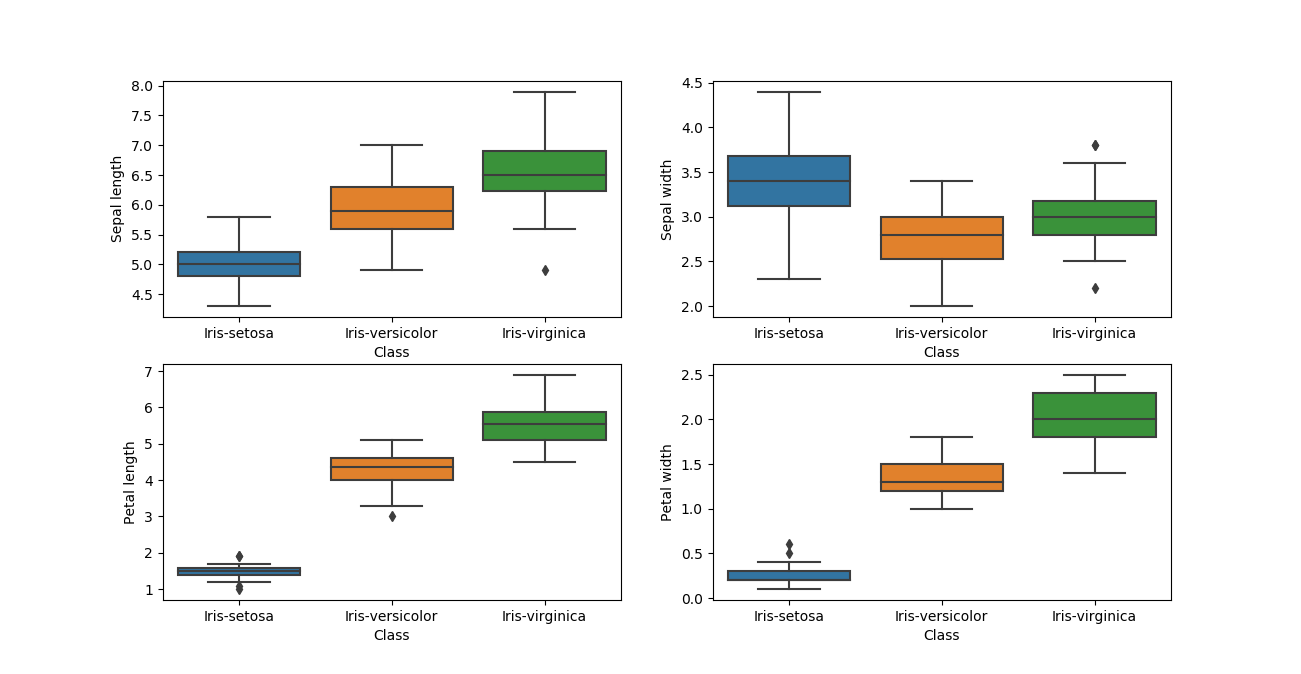 Sepal length
8.0
7.5
7.0
6.5
6.0
5.5
5.0
4.5
Iris-setosa Iris-versicolor Iris-virginica
Class
Sepal width
4.5
4.0
3.5
3.0
2.5
2.0
Iris-setosa Iris-versicolor Iris-virginica
Class
Petal length
7
6
5
4
3
2
1
Iris-setosa Iris-versicolor Iris-virginica
Class
Petal width
2.5
2.0
1.5
1.0
0.5
0.0
Iris-setosa Iris-versicolor Iris-virginica
Class